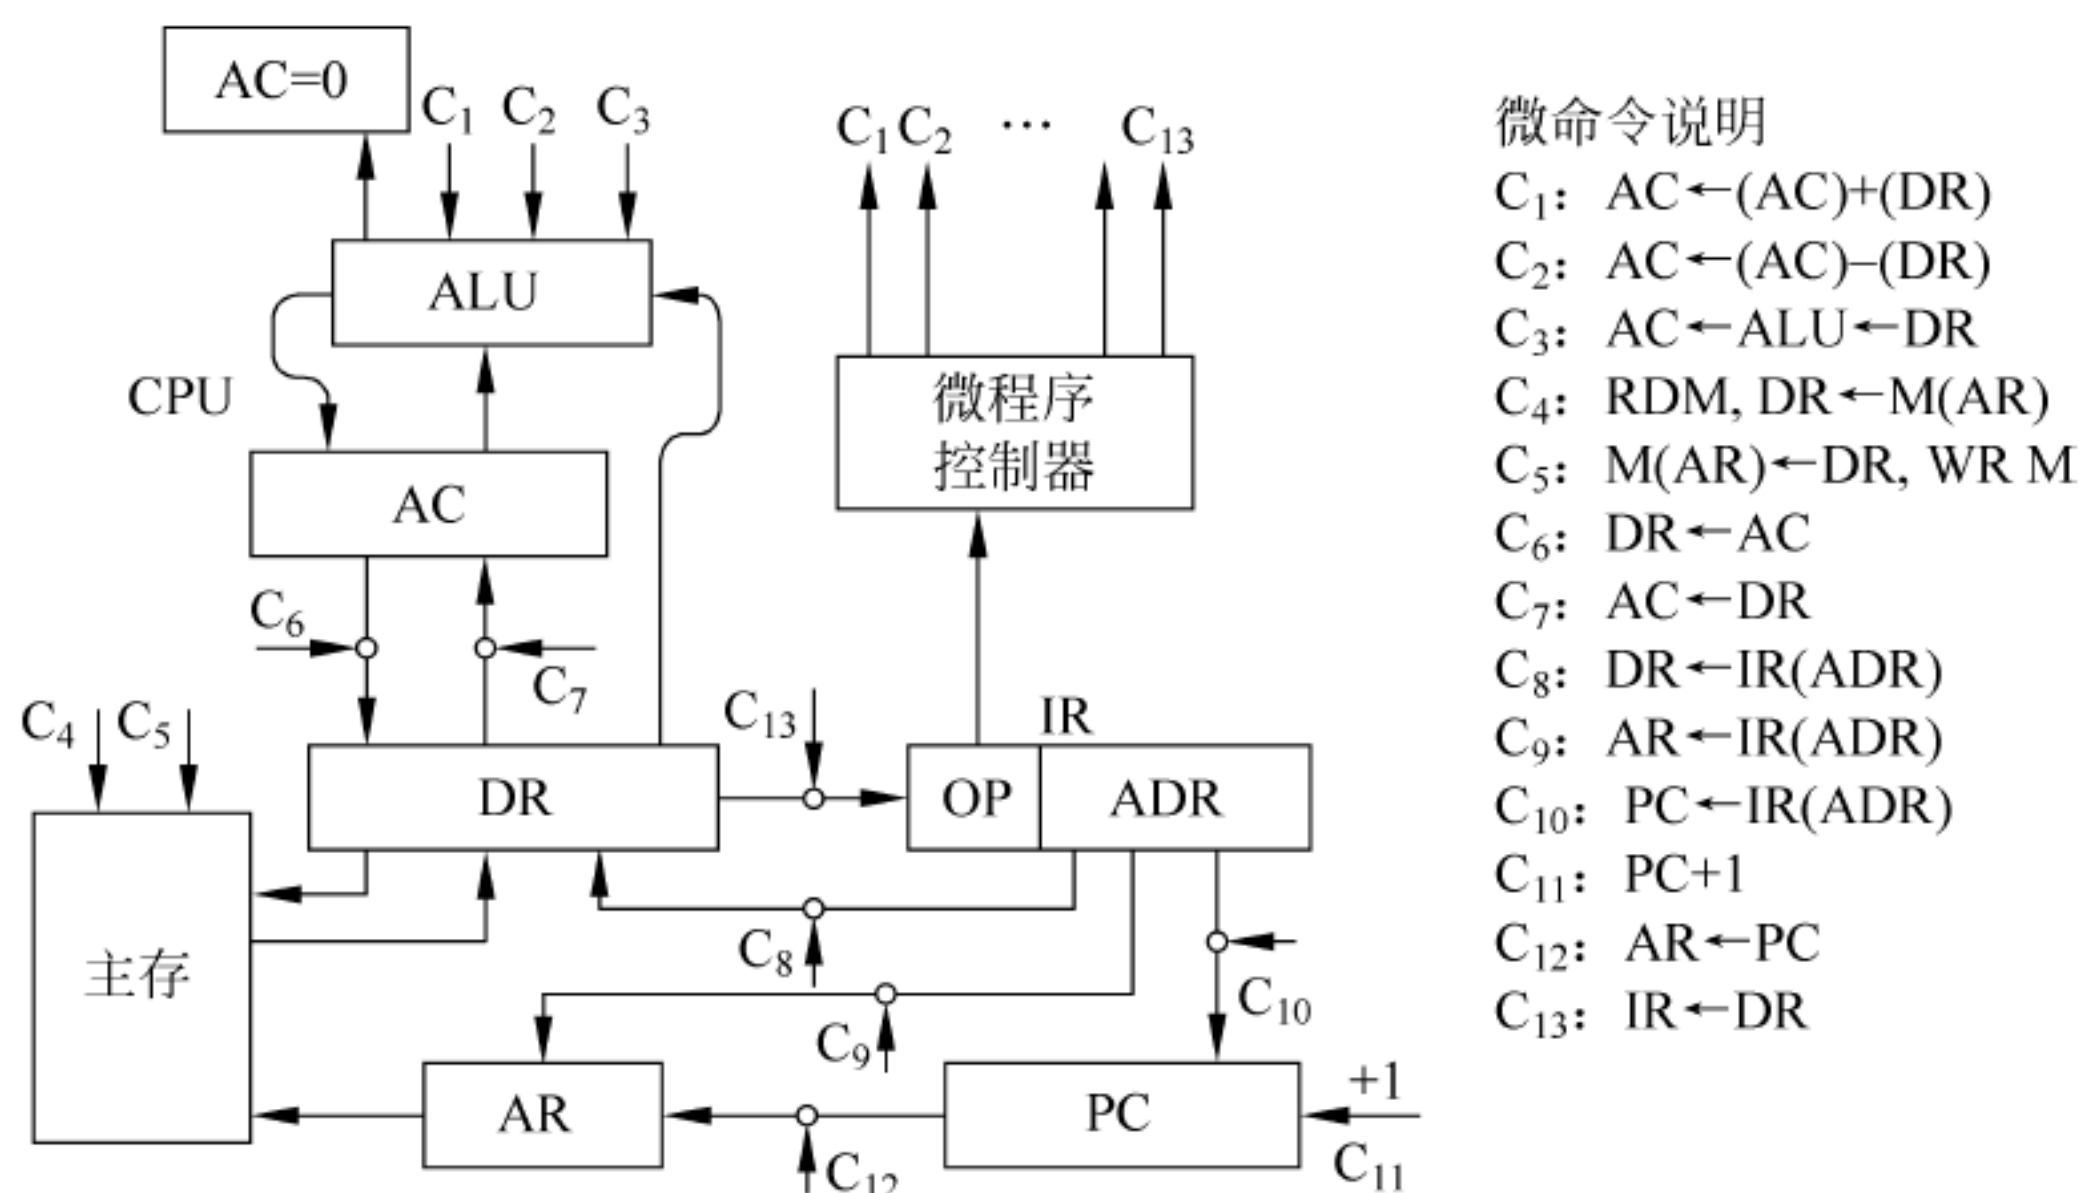 AC=0
C₁ C₂ C₃
ALU
CPU
AC
C₆
C₇
C₄ C₅
DR
主存
C₁ C₂ … C₁₃
微程序
控制器
C₁₃
IR
OP ADR
C₈
C₉
C₁₀
AR
C₁₂
PC
+1
C₁₁
微命令说明
C₁：AC←(AC)+(DR)
C₂：AC←(AC)−(DR)
C₃：AC←ALU←DR
C₄：RDM, DR←M(AR)
C₅：M(AR)←DR, WR M
C₆：DR←AC
C₇：AC←DR
C₈：DR←IR(ADR)
C₉：AR←IR(ADR)
C₁₀：PC←IR(ADR)
C₁₁：PC+1
C₁₂：AR←PC
C₁₃：IR←DR